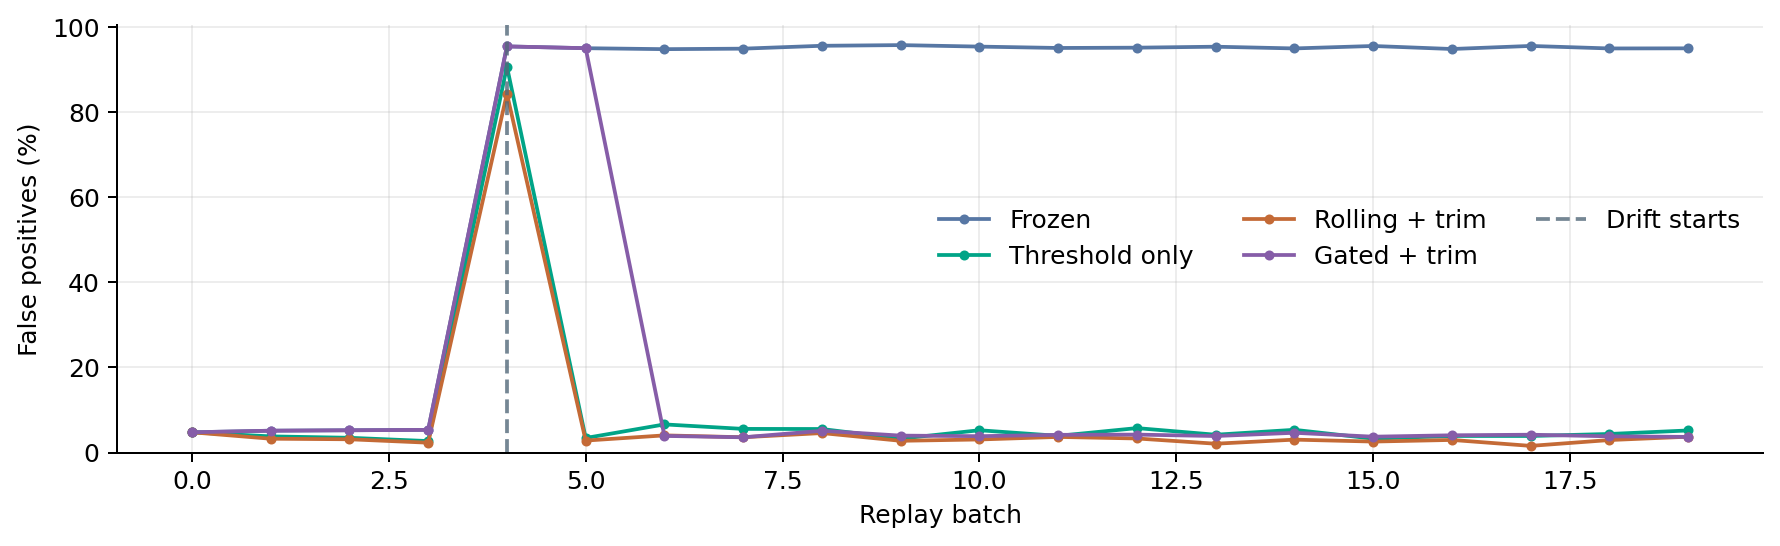 100
80
60
40
20
0
False positives (%)
Frozen
Threshold only
Rolling + trim
Gated + trim
Drift starts
0.0 2.5 5.0 7.5 10.0 12.5 15.0 17.5
Replay batch